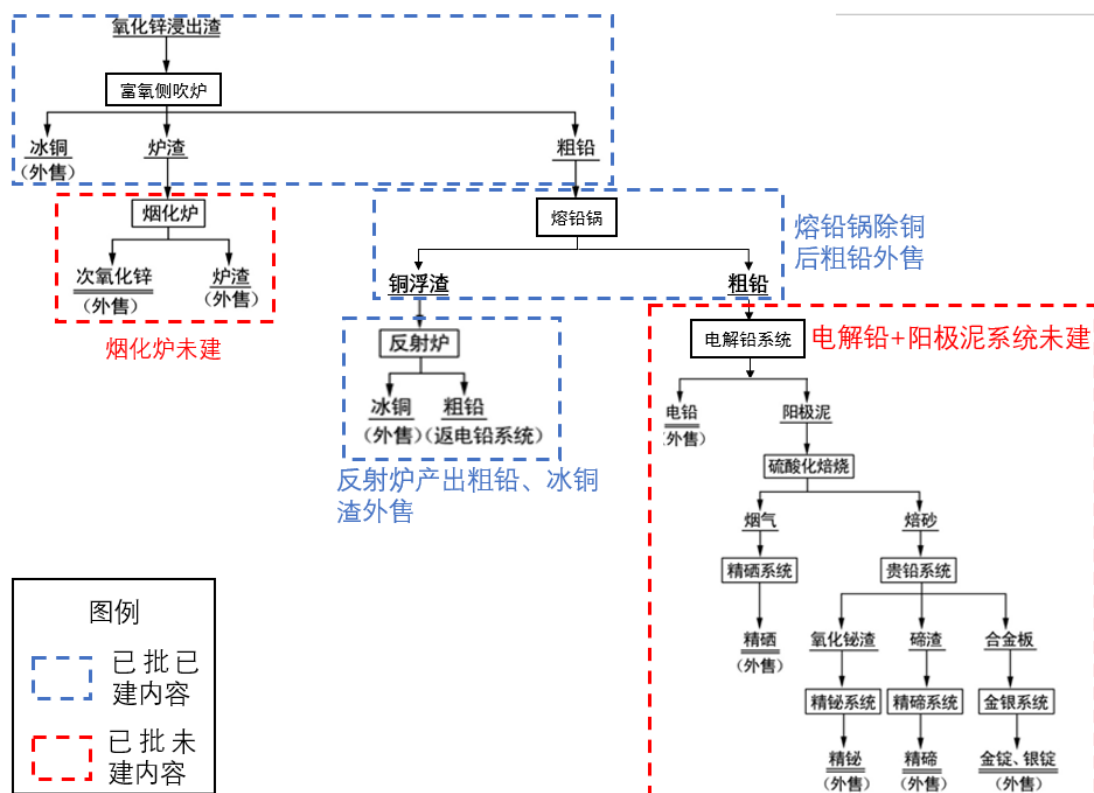 氧化锌浸出渣
富氧侧吹炉
冰铜
(外售)
炉渣
粗铅
烟化炉
次氧化锌
(外售)
炉渣
(外售)
烟化炉未建
熔铅锅
熔铅锅除铜
后粗铅外售
铜浮渣
粗铅
反射炉
冰铜
(外售)
粗铅
(返电铅系统)
反射炉产出粗铅、冰铜
渣外售
电解铅系统
电解铅+阳极泥系统未建
电铅
(外售)
阳极泥
硫酸化焙烧
烟气
焙砂
精硒系统
贵铅系统
精硒
(外售)
氧化铋渣
碲渣
合金板
精铋系统
精碲系统
金银系统
精铋
(外售)
精碲
(外售)
金锭、银锭
(外售)
图例
已批已
建内容
已批未
建内容